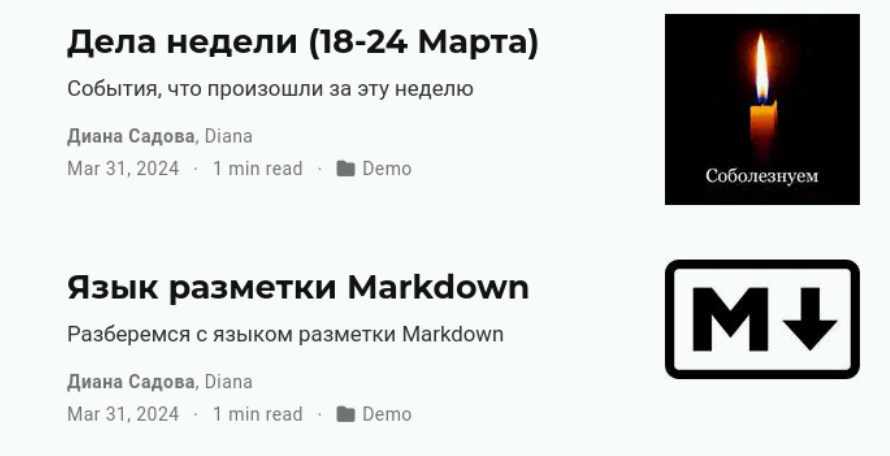 Дела недели (18-24 Марта)
События, что произошли за эту неделю
Диана Садова, Diana
Mar 31, 2024 · 1 min read · Demo
Соболезнуем
Язык разметки Markdown
Разберемся с языком разметки Markdown
Диана Садова, Diana
Mar 31, 2024 · 1 min read · Demo
M